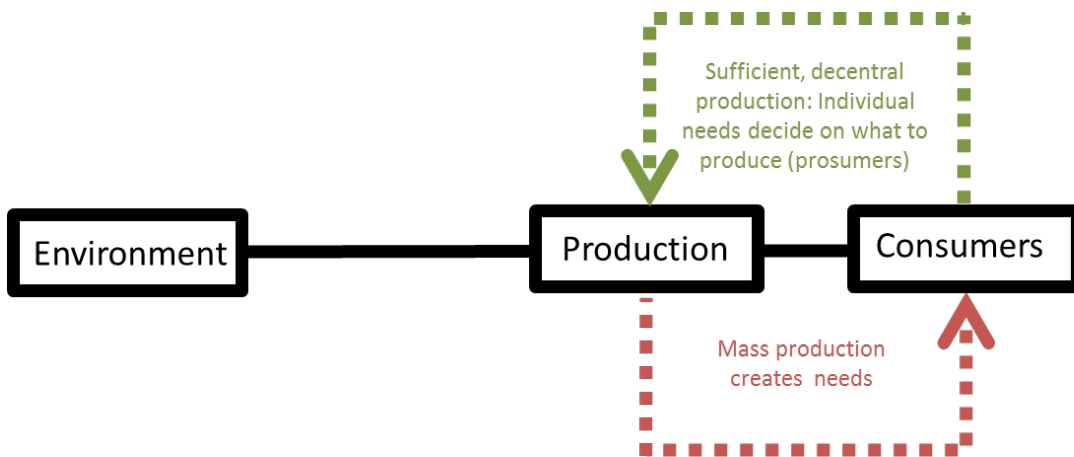 Sufficient, decentral
production: Individual
needs decide on what to
produce (prosumers)
Environment
Production
Consumers
Mass production
creates needs